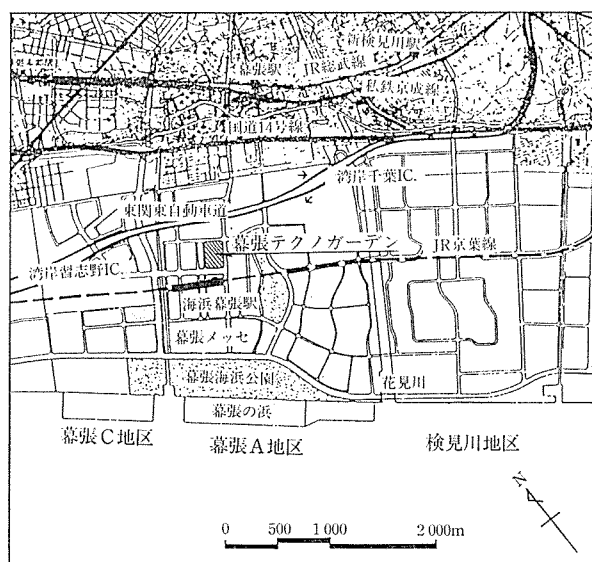 新検見川駅
幕張駅
JR総武線
私鉄京成線
国道14号線
湾岸千葉IC.
東関東自動車道
幕張テクノガーデン
JR京葉線
湾岸習志野IC.
海浜幕張駅
幕張メッセ
幕張海浜公園
花見川
幕張の浜
幕張C地区
幕張A地区
検見川地区
N
0 500 1 000 2 000m